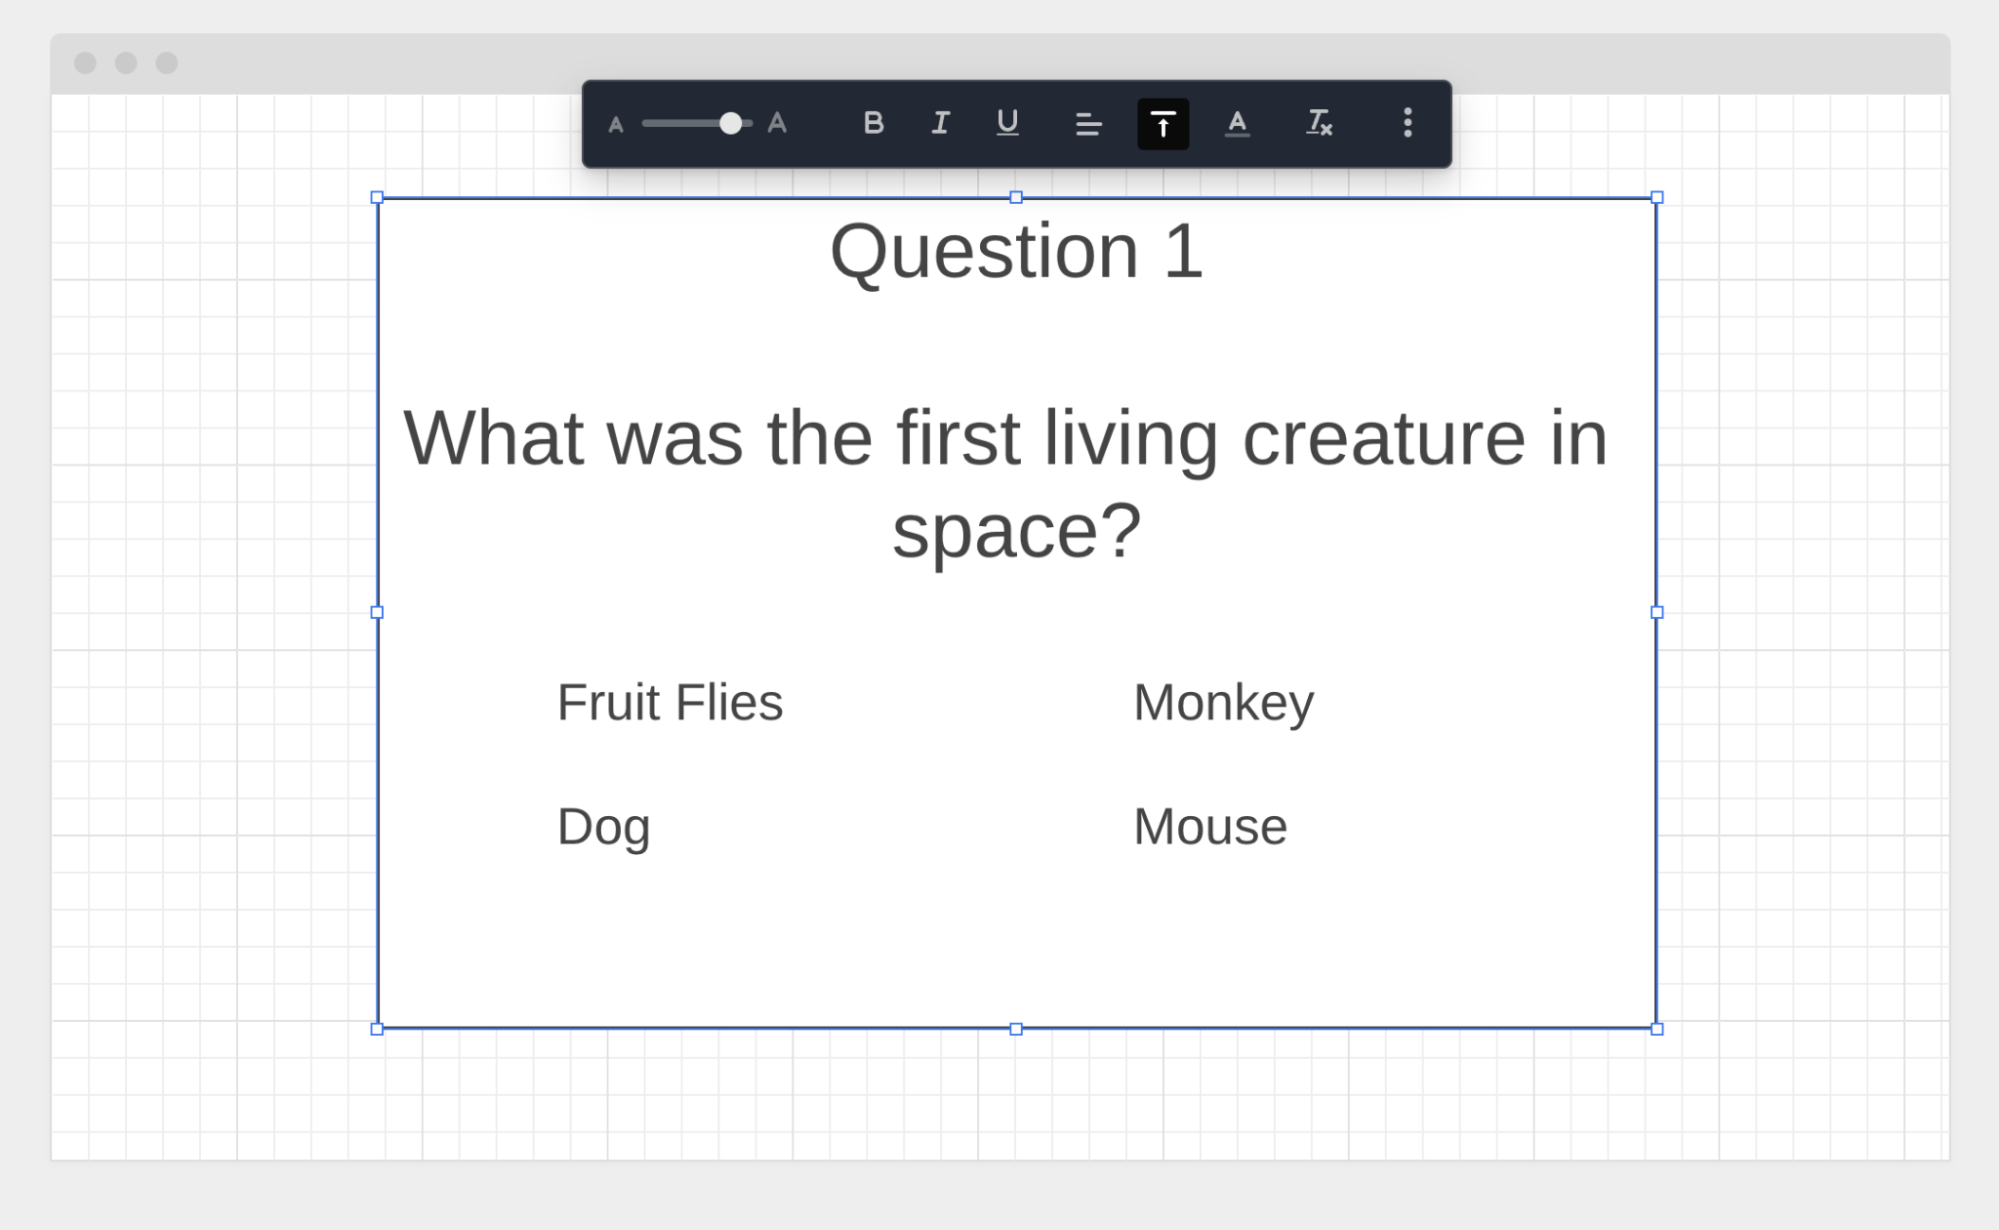 A A B I U A T
Question 1
What was the first living creature in
space?
Fruit Flies Monkey
Dog Mouse